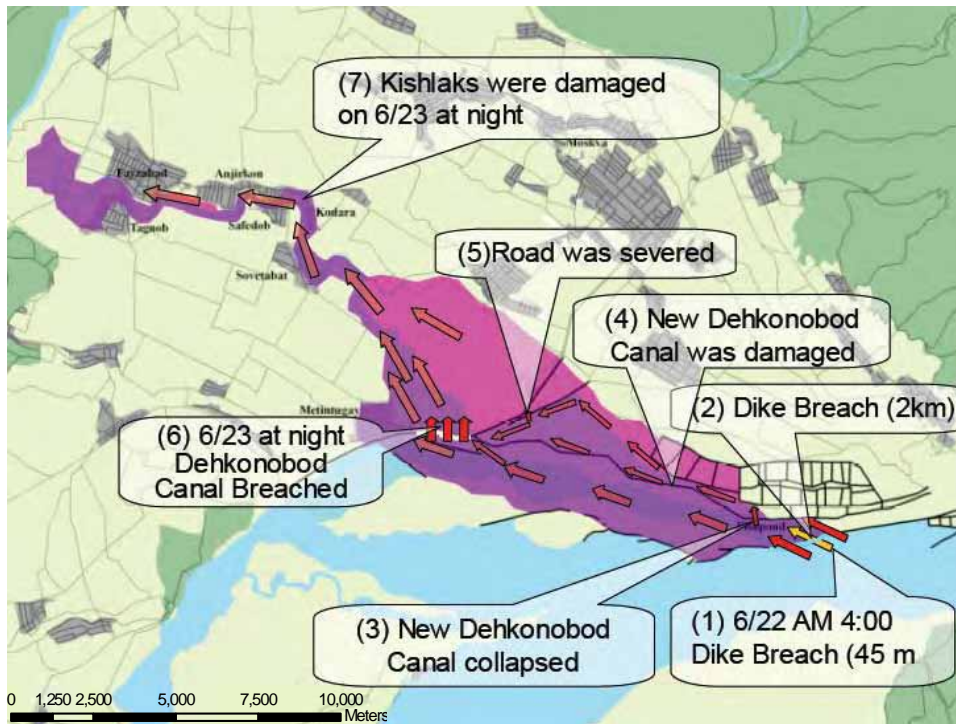 (7) Kishlaks were damaged
on 6/23 at night
Moskva
Fayzabad
Anjirkon
Tagnob
Safedob
Kodara
Sovetabat
(5)Road was severed
(4) New Dehkonobod
Canal was damaged
(2) Dike Breach (2km)
Metintugay
(6) 6/23 at night
Dehkonobod
Canal Breached
(3) New Dehkonobod
Canal collapsed
(1) 6/22 AM 4:00
Dike Breach (45 m
0 1,250 2,500 5,000 7,500 10,000
Meters